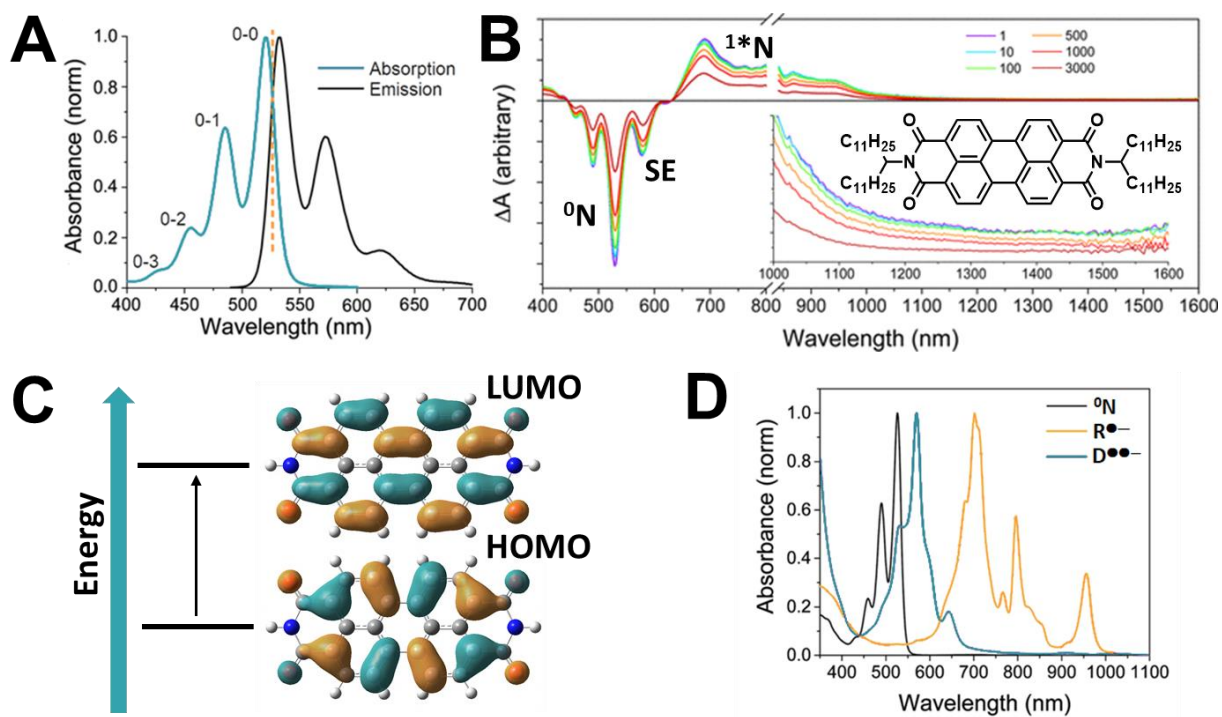 A
Absorbance (norm)
1.0
0.8
0.6
0.4
0.2
0.0
0-0
0-1
0-2
0-3
Absorption
Emission
400 450 500 550 600 650 700
Wavelength (nm)
B
ΔA (arbitrary)
¹*N
⁰N
SE
1 500
10 1000
100 3000
C₁₁H₂₅ O O C₁₁H₂₅
N N
C₁₁H₂₅ O O C₁₁H₂₅
1000 1100 1200 1300 1400 1500 1600
400 500 600 700 800 900 1000 1100 1200 1300 1400 1500 1600
Wavelength (nm)
C
Energy
LUMO
HOMO
D
Absorbance (norm)
1.0
0.8
0.6
0.4
0.2
0.0
⁰N
R●–
D●●–
400 500 600 700 800 900 1000 1100
Wavelength (nm)